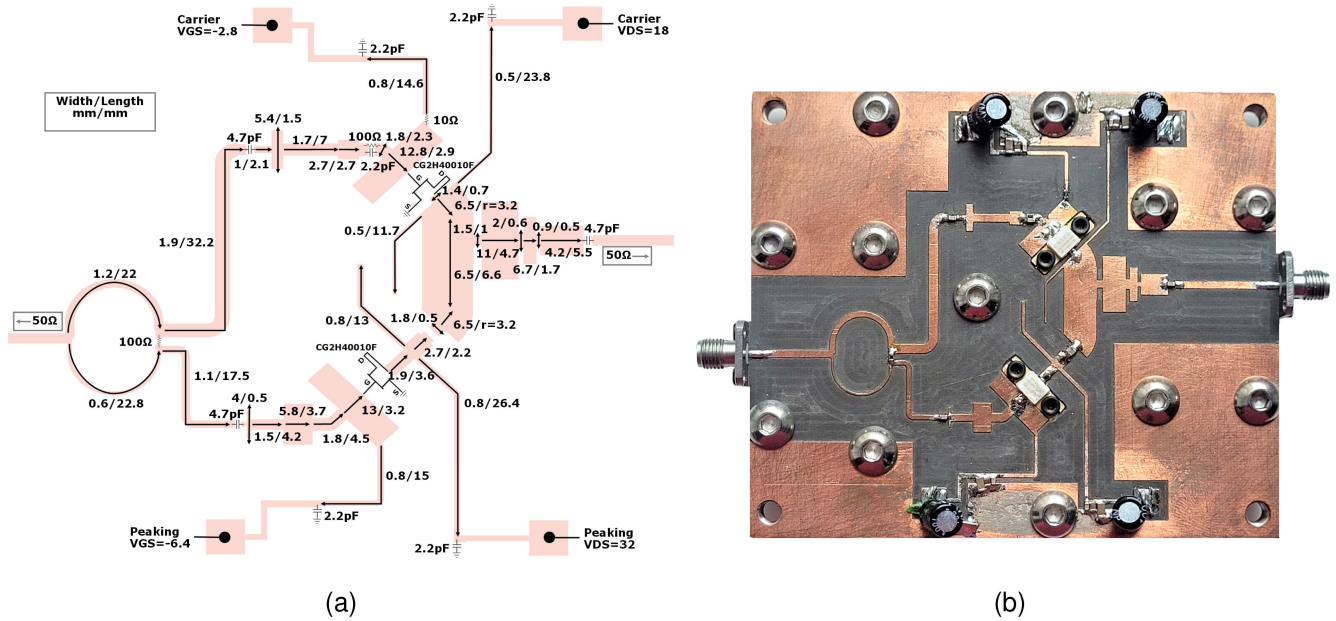 Carrier
VGS=-2.8
2.2pF
0.8/14.6
2.2pF
Carrier
VDS=18
0.5/23.8
Width/Length
mm/mm
5.4/1.5
4.7pF
1/2.1
1.7/7
2.7/2.7
100Ω
2.2pF
1.8/2.3
10Ω
12.8/2.9
CG2H40010F
G
D
S
1.4/0.7
6.5/r=3.2
1.5/1
2/0.6
0.9/0.5
4.7pF
11/4.7
6.7/1.7
4.2/5.5
50Ω
6.5/6.6
0.5/11.7
1.9/32.2
1.2/22
50Ω
100Ω
0.6/22.8
1.1/17.5
0.8/13
1.8/0.5
6.5/r=3.2
2.7/2.2
CG2H40010F
D
G
S
1.9/3.6
4/0.5
4.7pF
1.5/4.2
5.8/3.7
1.8/4.5
13/3.2
0.8/26.4
0.8/15
2.2pF
Peaking
VGS=-6.4
2.2pF
Peaking
VDS=32
(a)
(b)